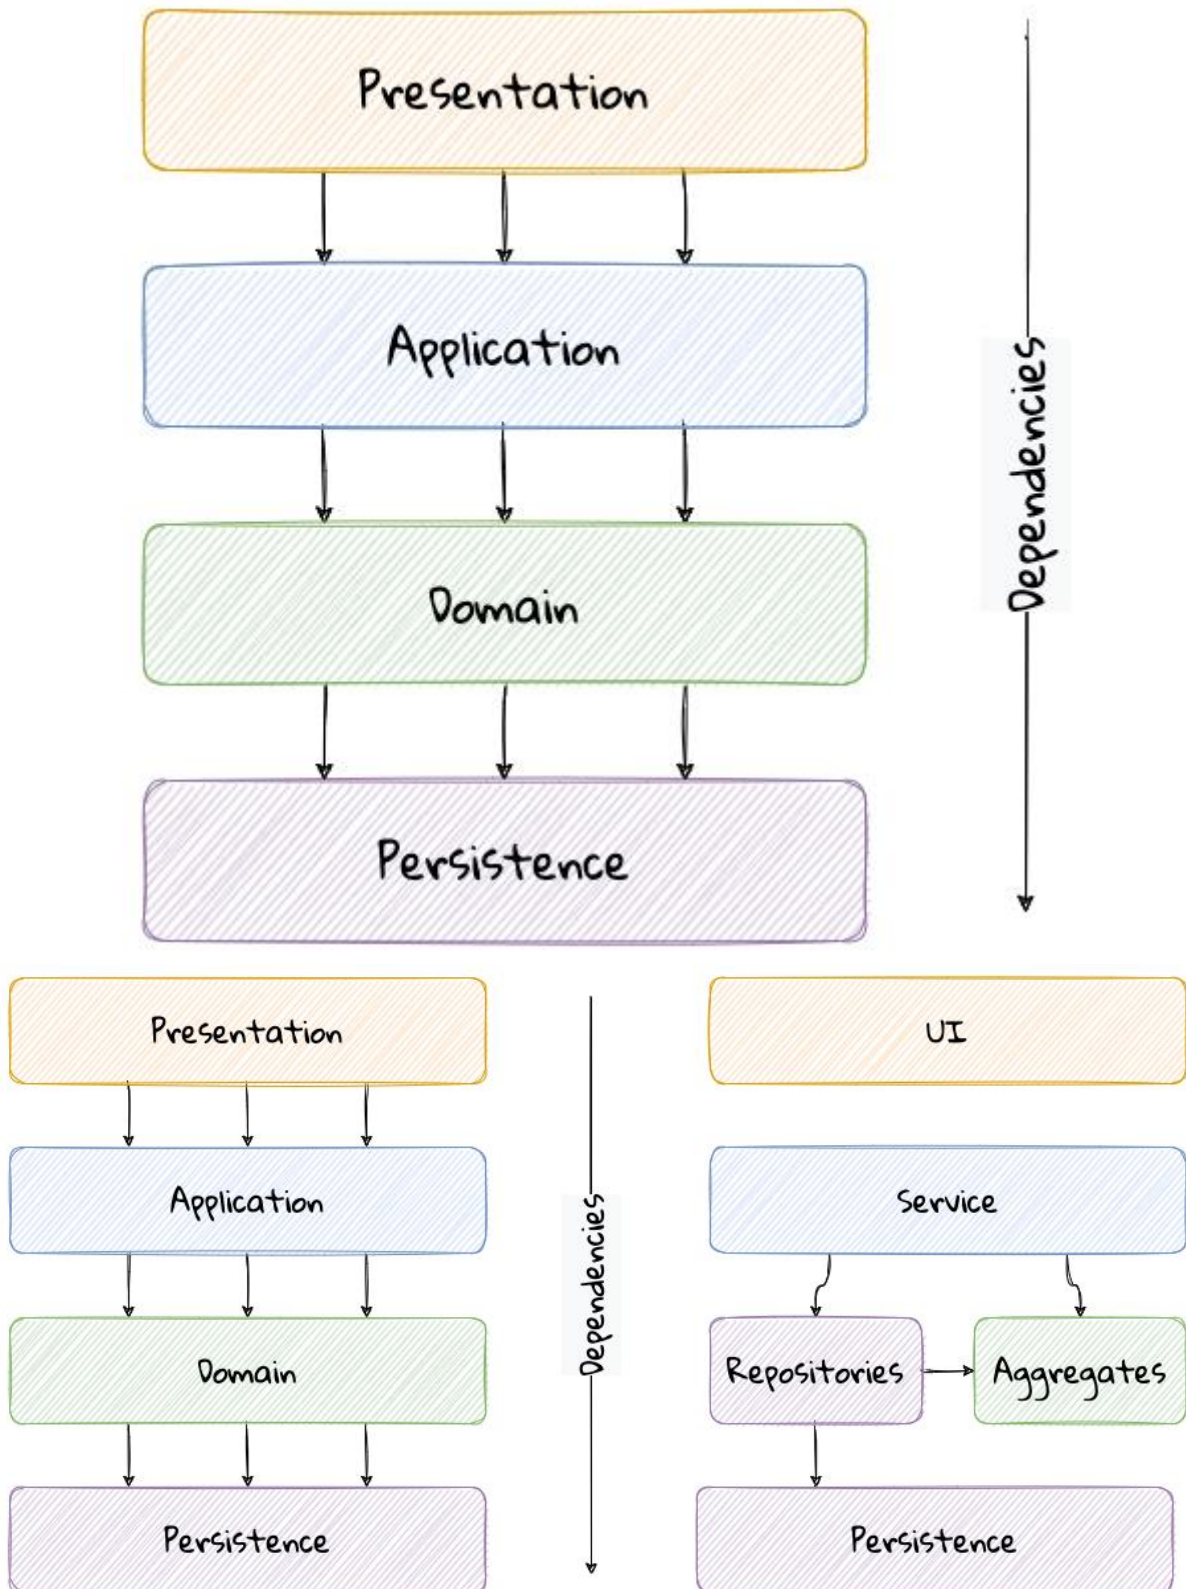 Presentation
Application
Domain
Persistence
Dependencies
Presentation
Application
Domain
Persistence
Dependencies
UI
Service
Repositories
Aggregates
Persistence